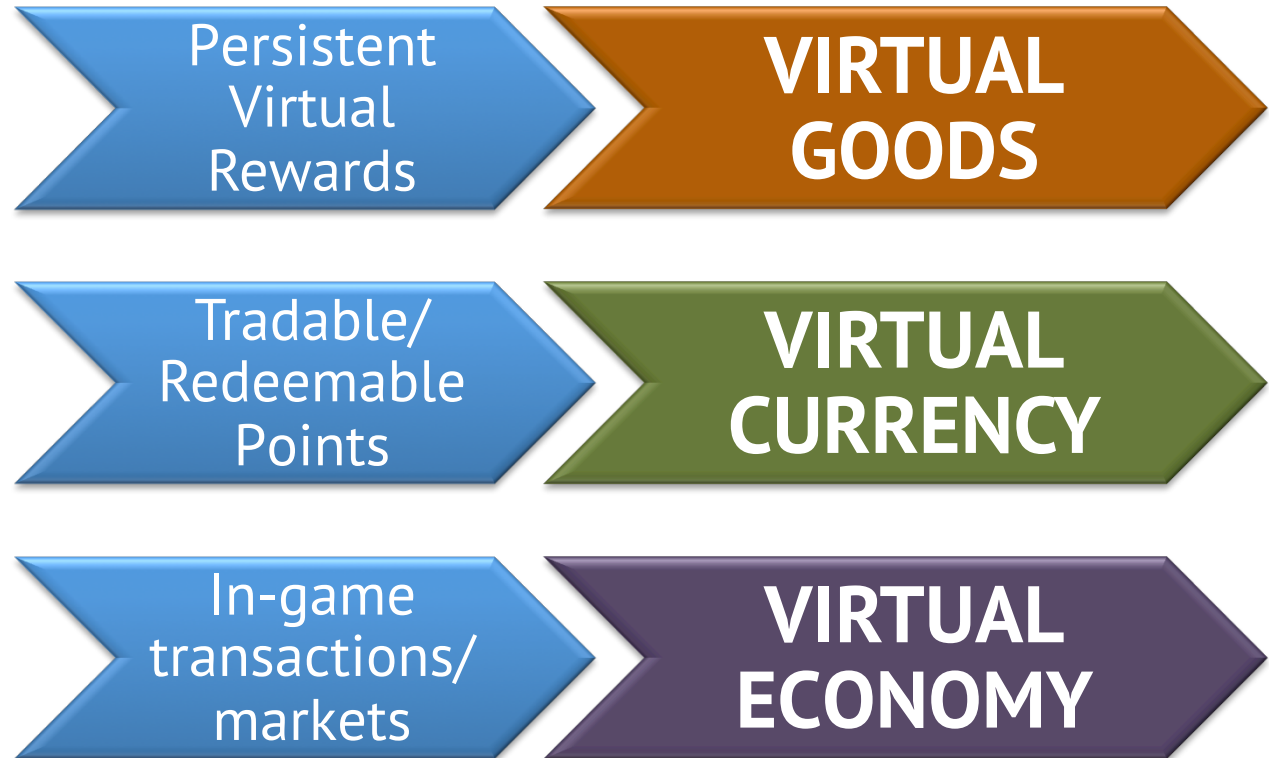 Persistent
Virtual
Rewards
VIRTUAL
GOODS
Tradable/
Redeemable
Points
VIRTUAL
CURRENCY
In-game
transactions/
markets
VIRTUAL
ECONOMY